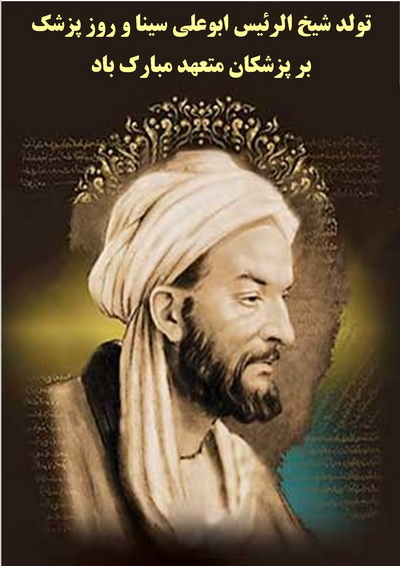 تولد شیخ الرئیس ابوعلی سینا و روز پزشک
بر پزشکان متعهد مبارک باد